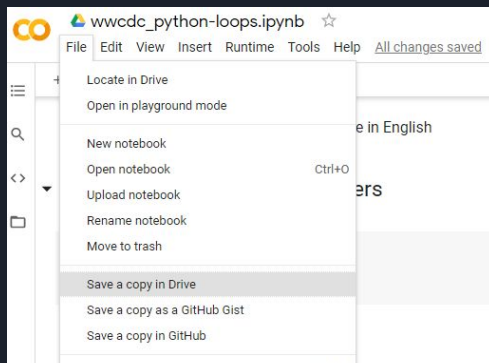 wwcdc_python-loops.ipynb
File Edit View Insert Runtime Tools Help All changes saved
Locate in Drive
Open in playground mode
e in English
New notebook
Open notebook Ctrl+O
ers
Upload notebook
Rename notebook
Move to trash
Save a copy in Drive
Save a copy as a GitHub Gist
Save a copy in GitHub